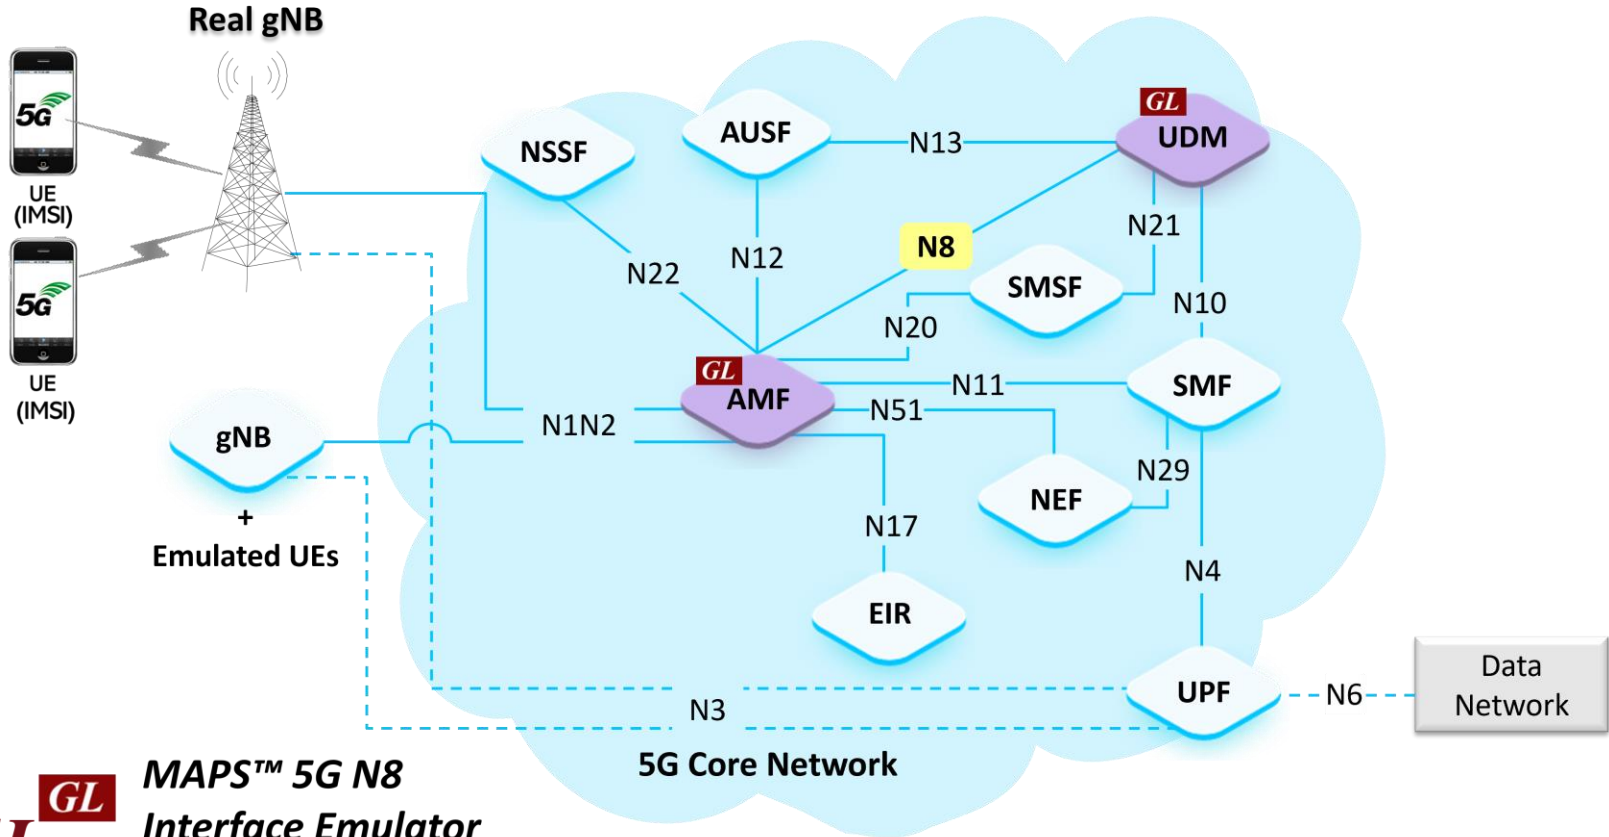 Real gNB
5G
UE
(IMSI)
5G
UE
(IMSI)
NSSF
AUSF
N13
GL
UDM
N22
N12
N8
N21
SMSF
N20
N10
GL
AMF
N11
SMF
N51
N1N2
gNB
+
Emulated UEs
N29
NEF
N17
N4
EIR
UPF
N6
Data
Network
N3
5G Core Network
GL
MAPS™ 5G N8
Interface Emulator